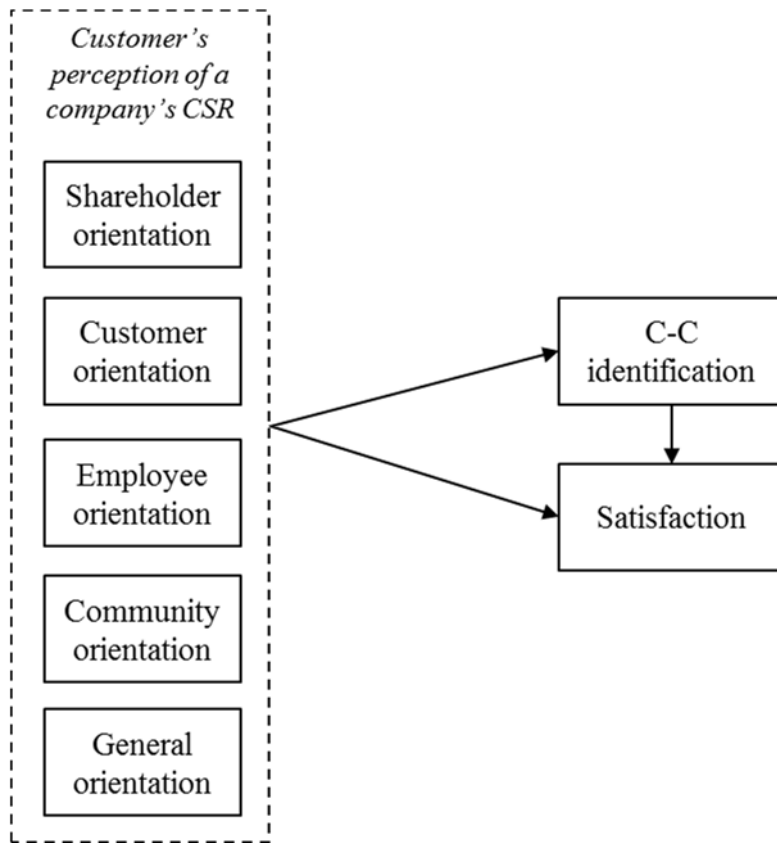 Customer’s
perception of a
company’s CSR
Shareholder
orientation
Customer
orientation
Employee
orientation
Community
orientation
General
orientation
C-C
identification
Satisfaction